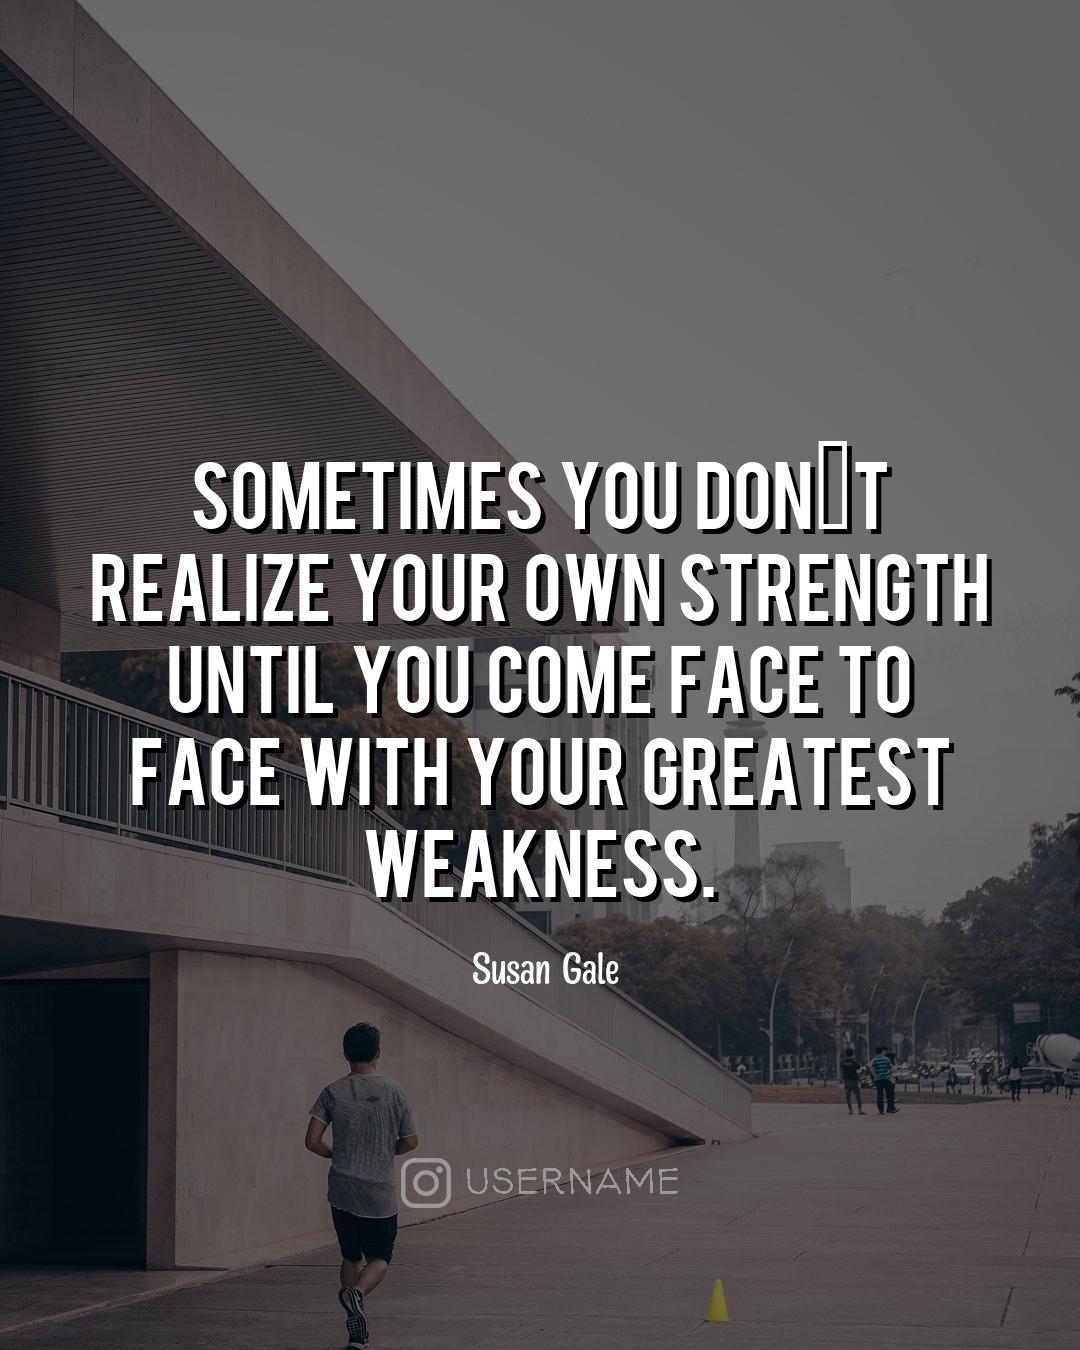 SOMETIMES YOU DON▯T
REALIZE YOUR OWN STRENGTH
UNTIL YOU COME FACE TO
FACE WITH YOUR GREATEST
WEAKNESS.
Susan Gale
USERNAME